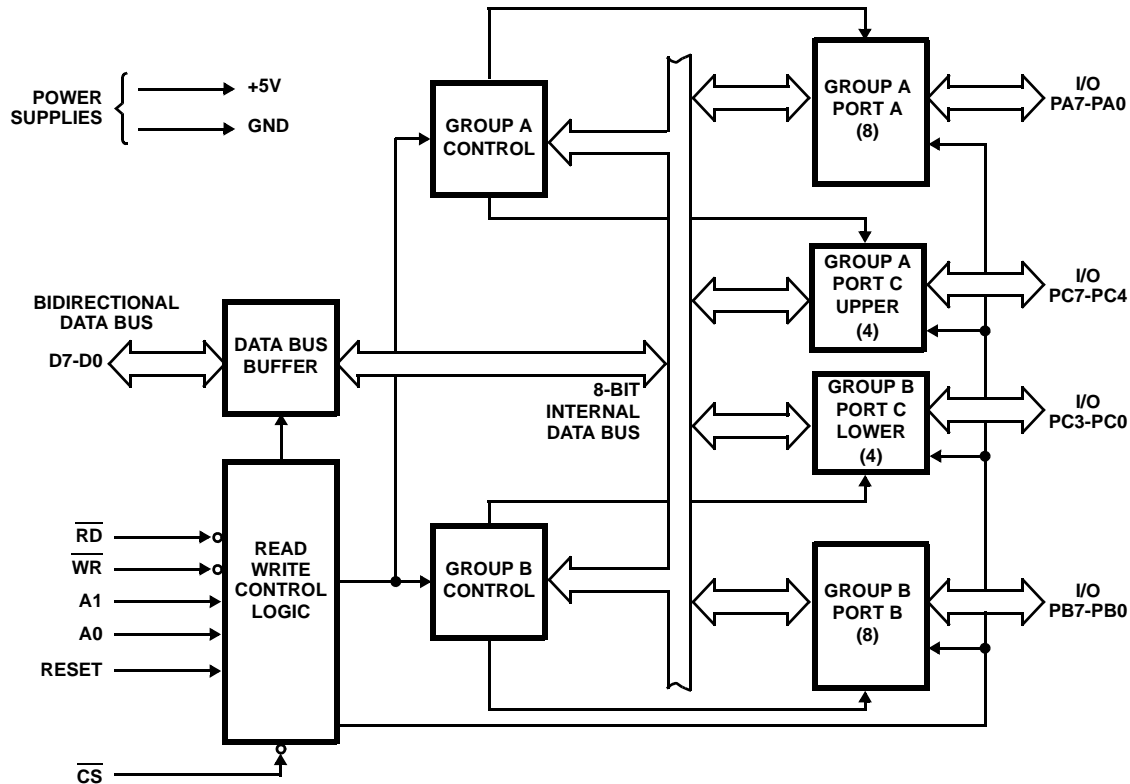 POWER
SUPPLIES
+5V
GND
GROUP A
CONTROL
GROUP A
PORT A
(8)
I/O
PA7-PA0
GROUP A
PORT C
UPPER
(4)
I/O
PC7-PC4
BIDIRECTIONAL
DATA BUS
D7-D0
DATA BUS
BUFFER
8-BIT
INTERNAL
DATA BUS
GROUP B
PORT C
LOWER
(4)
I/O
PC3-PC0
RD
WR
A1
A0
RESET
CS
READ
WRITE
CONTROL
LOGIC
GROUP B
CONTROL
GROUP B
PORT B
(8)
I/O
PB7-PB0